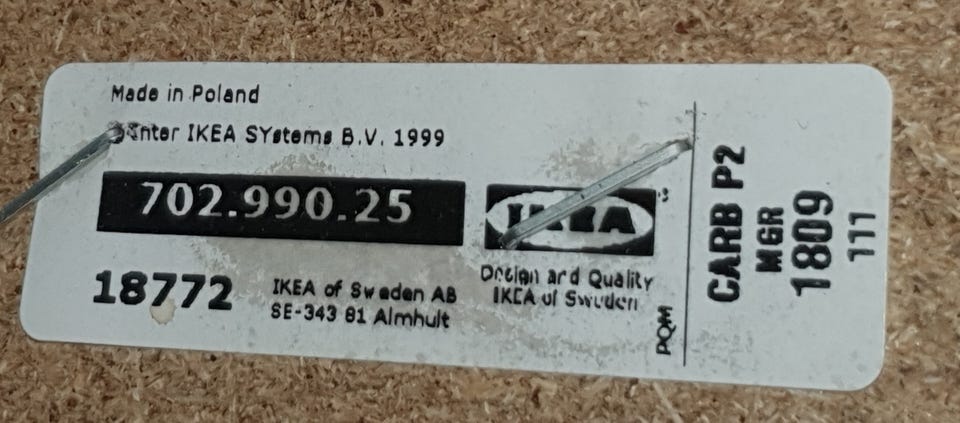 Made in Poland
©Inter IKEA SYstems B.V. 1999
702.990.25
IKEA
18772
IKEA of Sweden AB
SE-343 81 Almhult
Design and Quality
IKEA of Sweden
PQM
CARB P2
MGR
1809
111